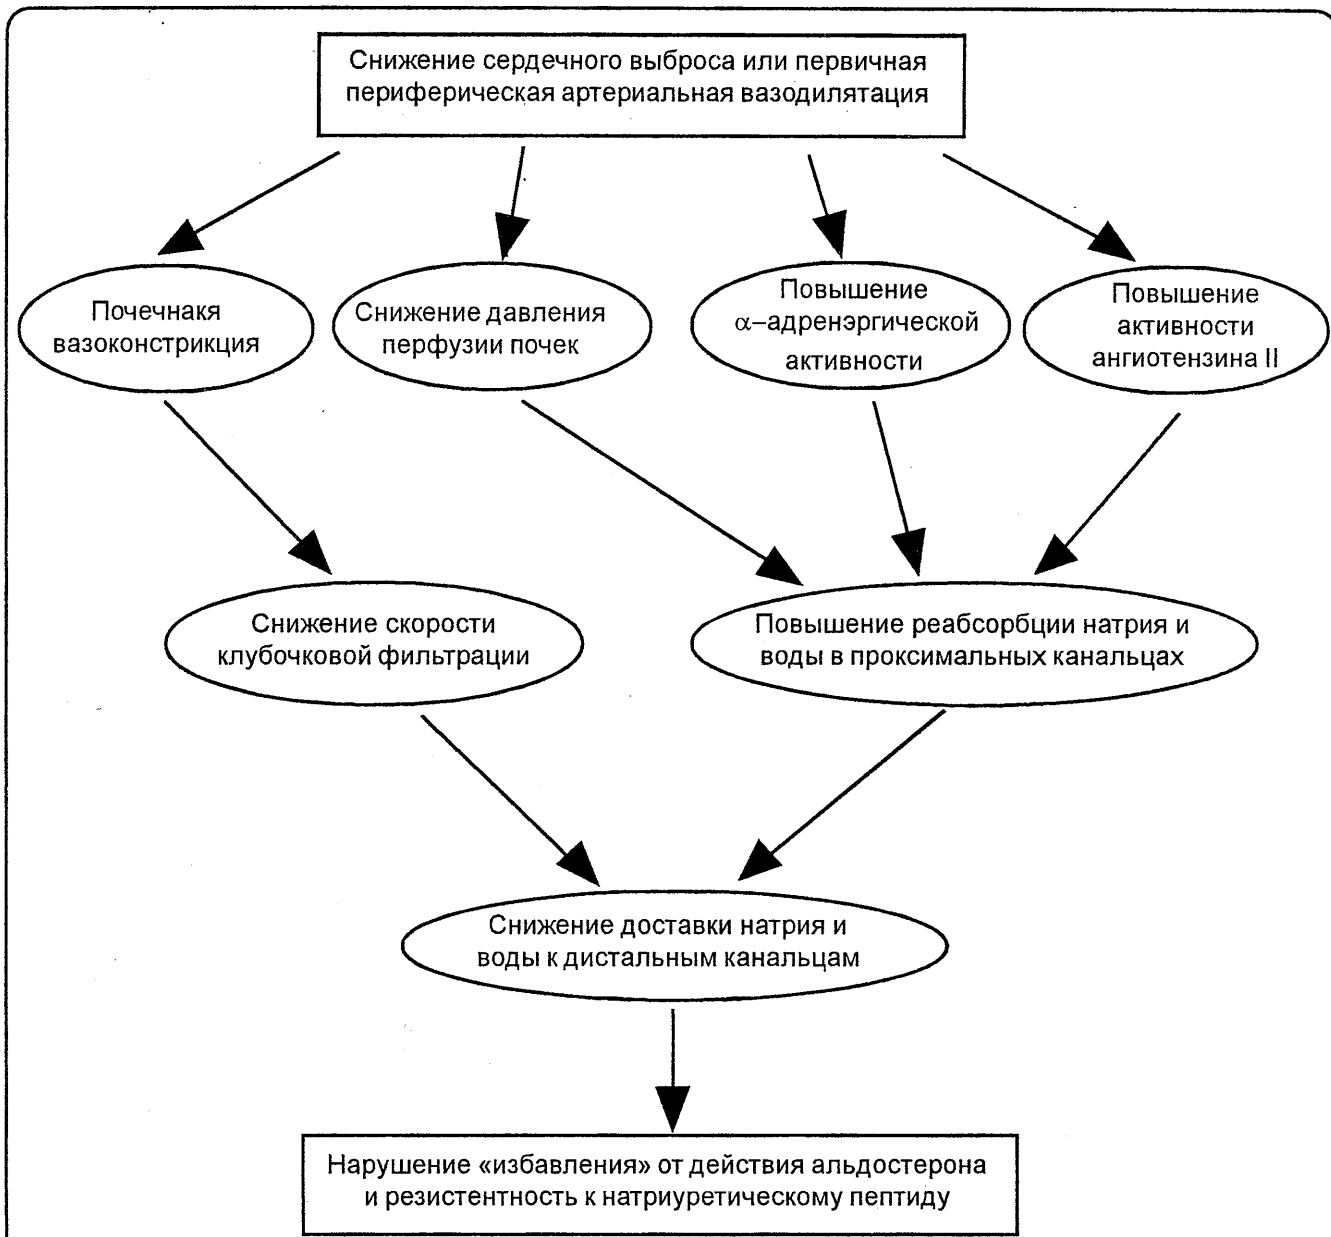 Снижение сердечного выброса или первичная
периферическая артериальная вазодилятация
Почечнакя
вазоконстрикция
Снижение давления
перфузии почек
Повышение
α–адренэргической
активности
Повышение
активности
ангиотензина II
Снижение скорости
клубочковой фильтрации
Повышение реабсорбции натрия и
воды в проксимальных канальцах
Снижение доставки натрия и
воды к дистальным канальцам
Нарушение «избавления» от действия альдостерона
и резистентность к натриуретическому пептиду